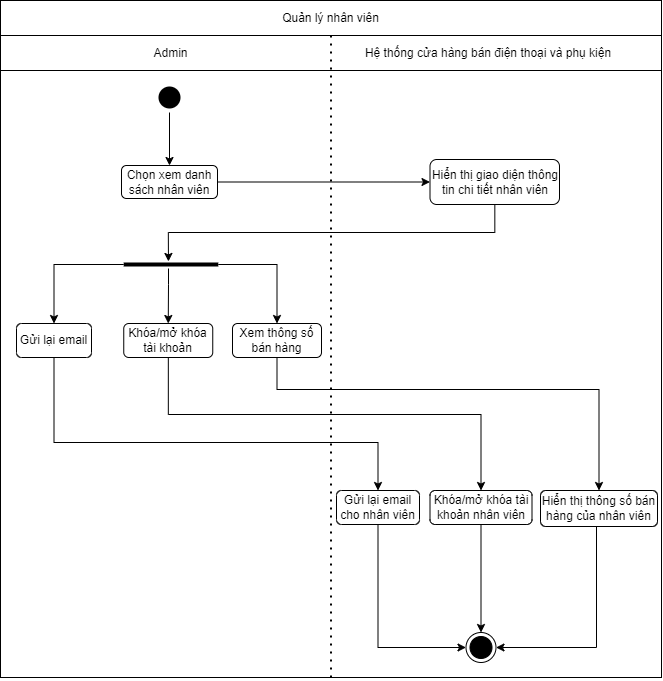 Quản lý nhân viên
Admin
Hệ thống cửa hàng bán điện thoại và phụ kiện
Chọn xem danh
sách nhân viên
Hiển thị giao diện thông
tin chi tiết nhân viên
Gửi lại email
Khóa/mở khóa
tài khoản
Xem thông số
bán hàng
Gửi lại email
cho nhân viên
Khóa/mở khóa tài
khoản nhân viên
Hiển thị thông số bán
hàng của nhân viên